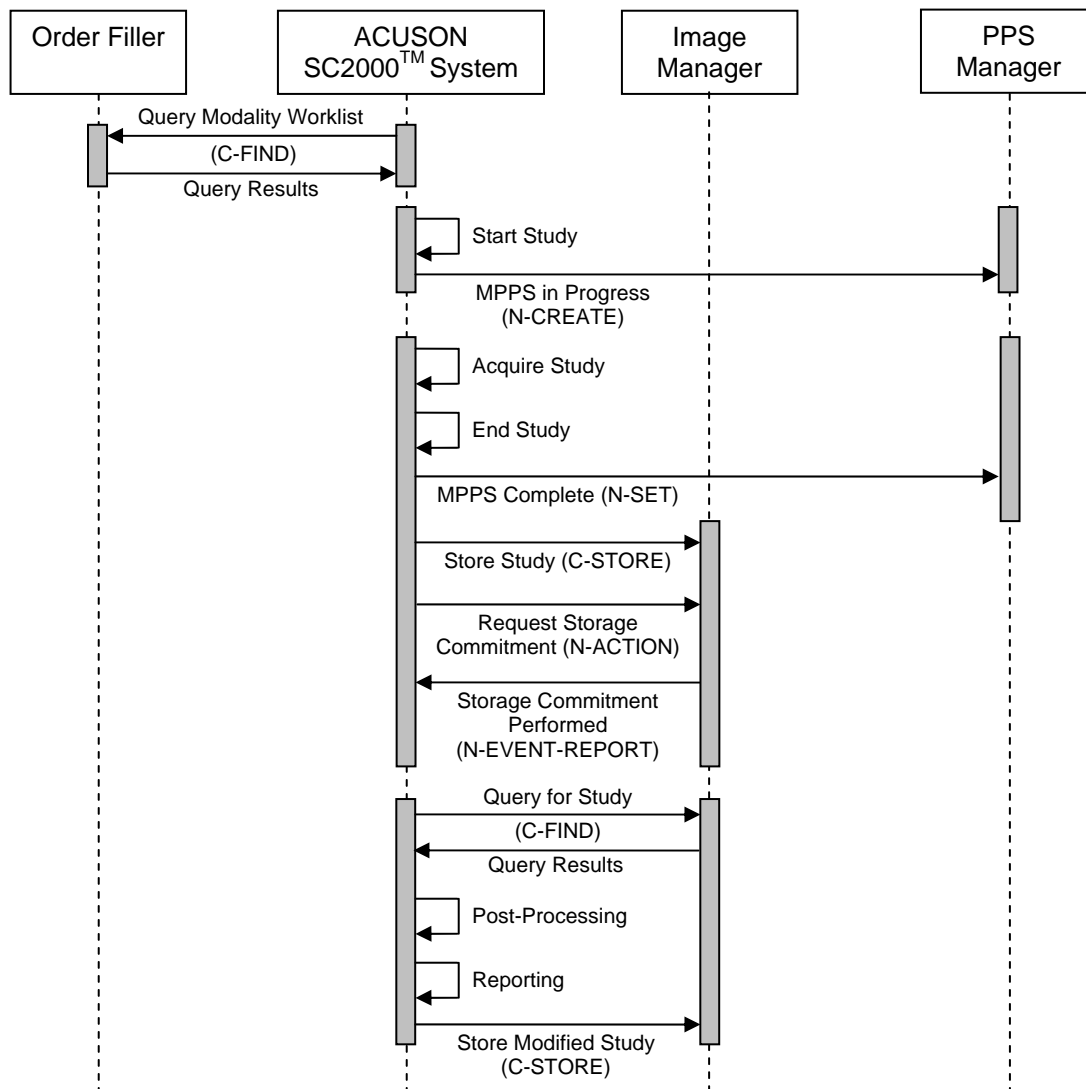 Order Filler
ACUSON
SC2000™ System
Image
Manager
PPS
Manager
Query Modality Worklist
(C-FIND)
Query Results
Start Study
MPPS in Progress
(N-CREATE)
Acquire Study
End Study
MPPS Complete (N-SET)
Store Study (C-STORE)
Request Storage
Commitment (N-ACTION)
Storage Commitment
Performed
(N-EVENT-REPORT)
Query for Study
(C-FIND)
Query Results
Post-Processing
Reporting
Store Modified Study
(C-STORE)